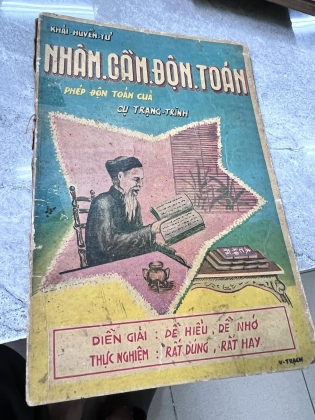 KHẢI-HUYỀN-TỬ
NHÂM.CẦM.ĐỘN.TOÁN
PHÉP ĐỘN TOÁN CỦA
CỤ TRẠNG-TRÌNH
DIỄN GIẢI : DỄ HIỂU, DỄ NHỚ
THỰC NGHIỆM : RẤT DÙNG, RẤT HAY
V-TRẠCH